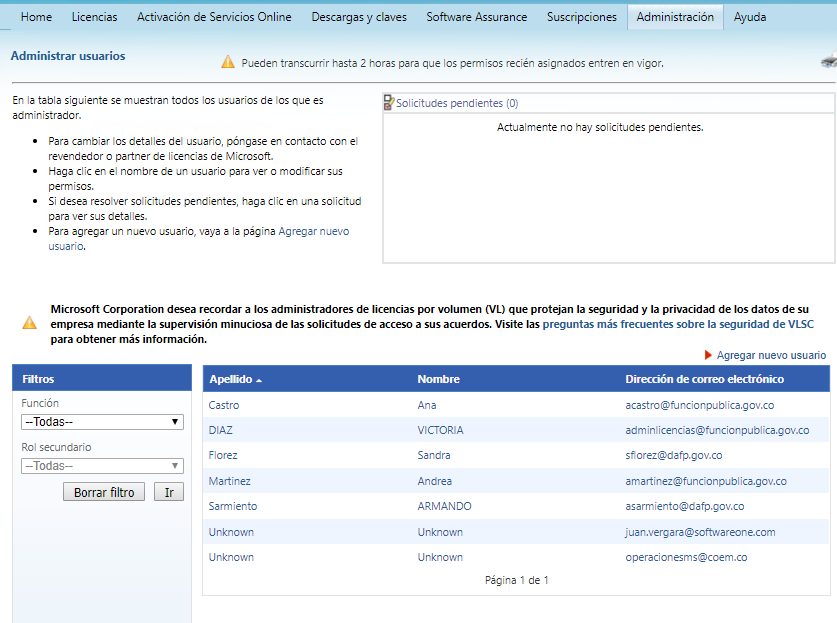 Home Licencias Activación de Servicios Online Descargas y claves Software Assurance Suscripciones Administración Ayuda
Administrar usuarios
Pueden transcurrir hasta 2 horas para que los permisos recién asignados entren en vigor.
En la tabla siguiente se muestran todos los usuarios de los que es
administrador.
• Para cambiar los detalles del usuario, póngase en contacto con el
revendedor o partner de licencias de Microsoft.
• Haga clic en el nombre de un usuario para ver o modificar sus
permisos.
• Si desea resolver solicitudes pendientes, haga clic en una solicitud
para ver sus detalles.
• Para agregar un nuevo usuario, vaya a la página Agregar nuevo
usuario.
Solicitudes pendientes (0)
Actualmente no hay solicitudes pendientes.
Microsoft Corporation desea recordar a los administradores de licencias por volumen (VL) que protejan la seguridad y la privacidad de los datos de su
empresa mediante la supervisión minuciosa de las solicitudes de acceso a sus acuerdos. Visite las preguntas más frecuentes sobre la seguridad de VLSC
para obtener más información.
Agregar nuevo usuario
Filtros
Función
--Todas--
Rol secundario
--Todas--
Borrar filtro Ir
Apellido Nombre Dirección de correo electrónico
Castro Ana acastro@funcionpublica.gov.co
DIAZ VICTORIA adminlicencias@funcionpublica.gov.co
Florez Sandra sflorez@dafp.gov.co
Martinez Andrea amartinez@funcionpublica.gov.co
Sarmiento ARMANDO asarmiento@dafp.gov.co
Unknown Unknown juan.vergara@softwareone.com
Unknown Unknown operacionesms@coem.co
Página 1 de 1